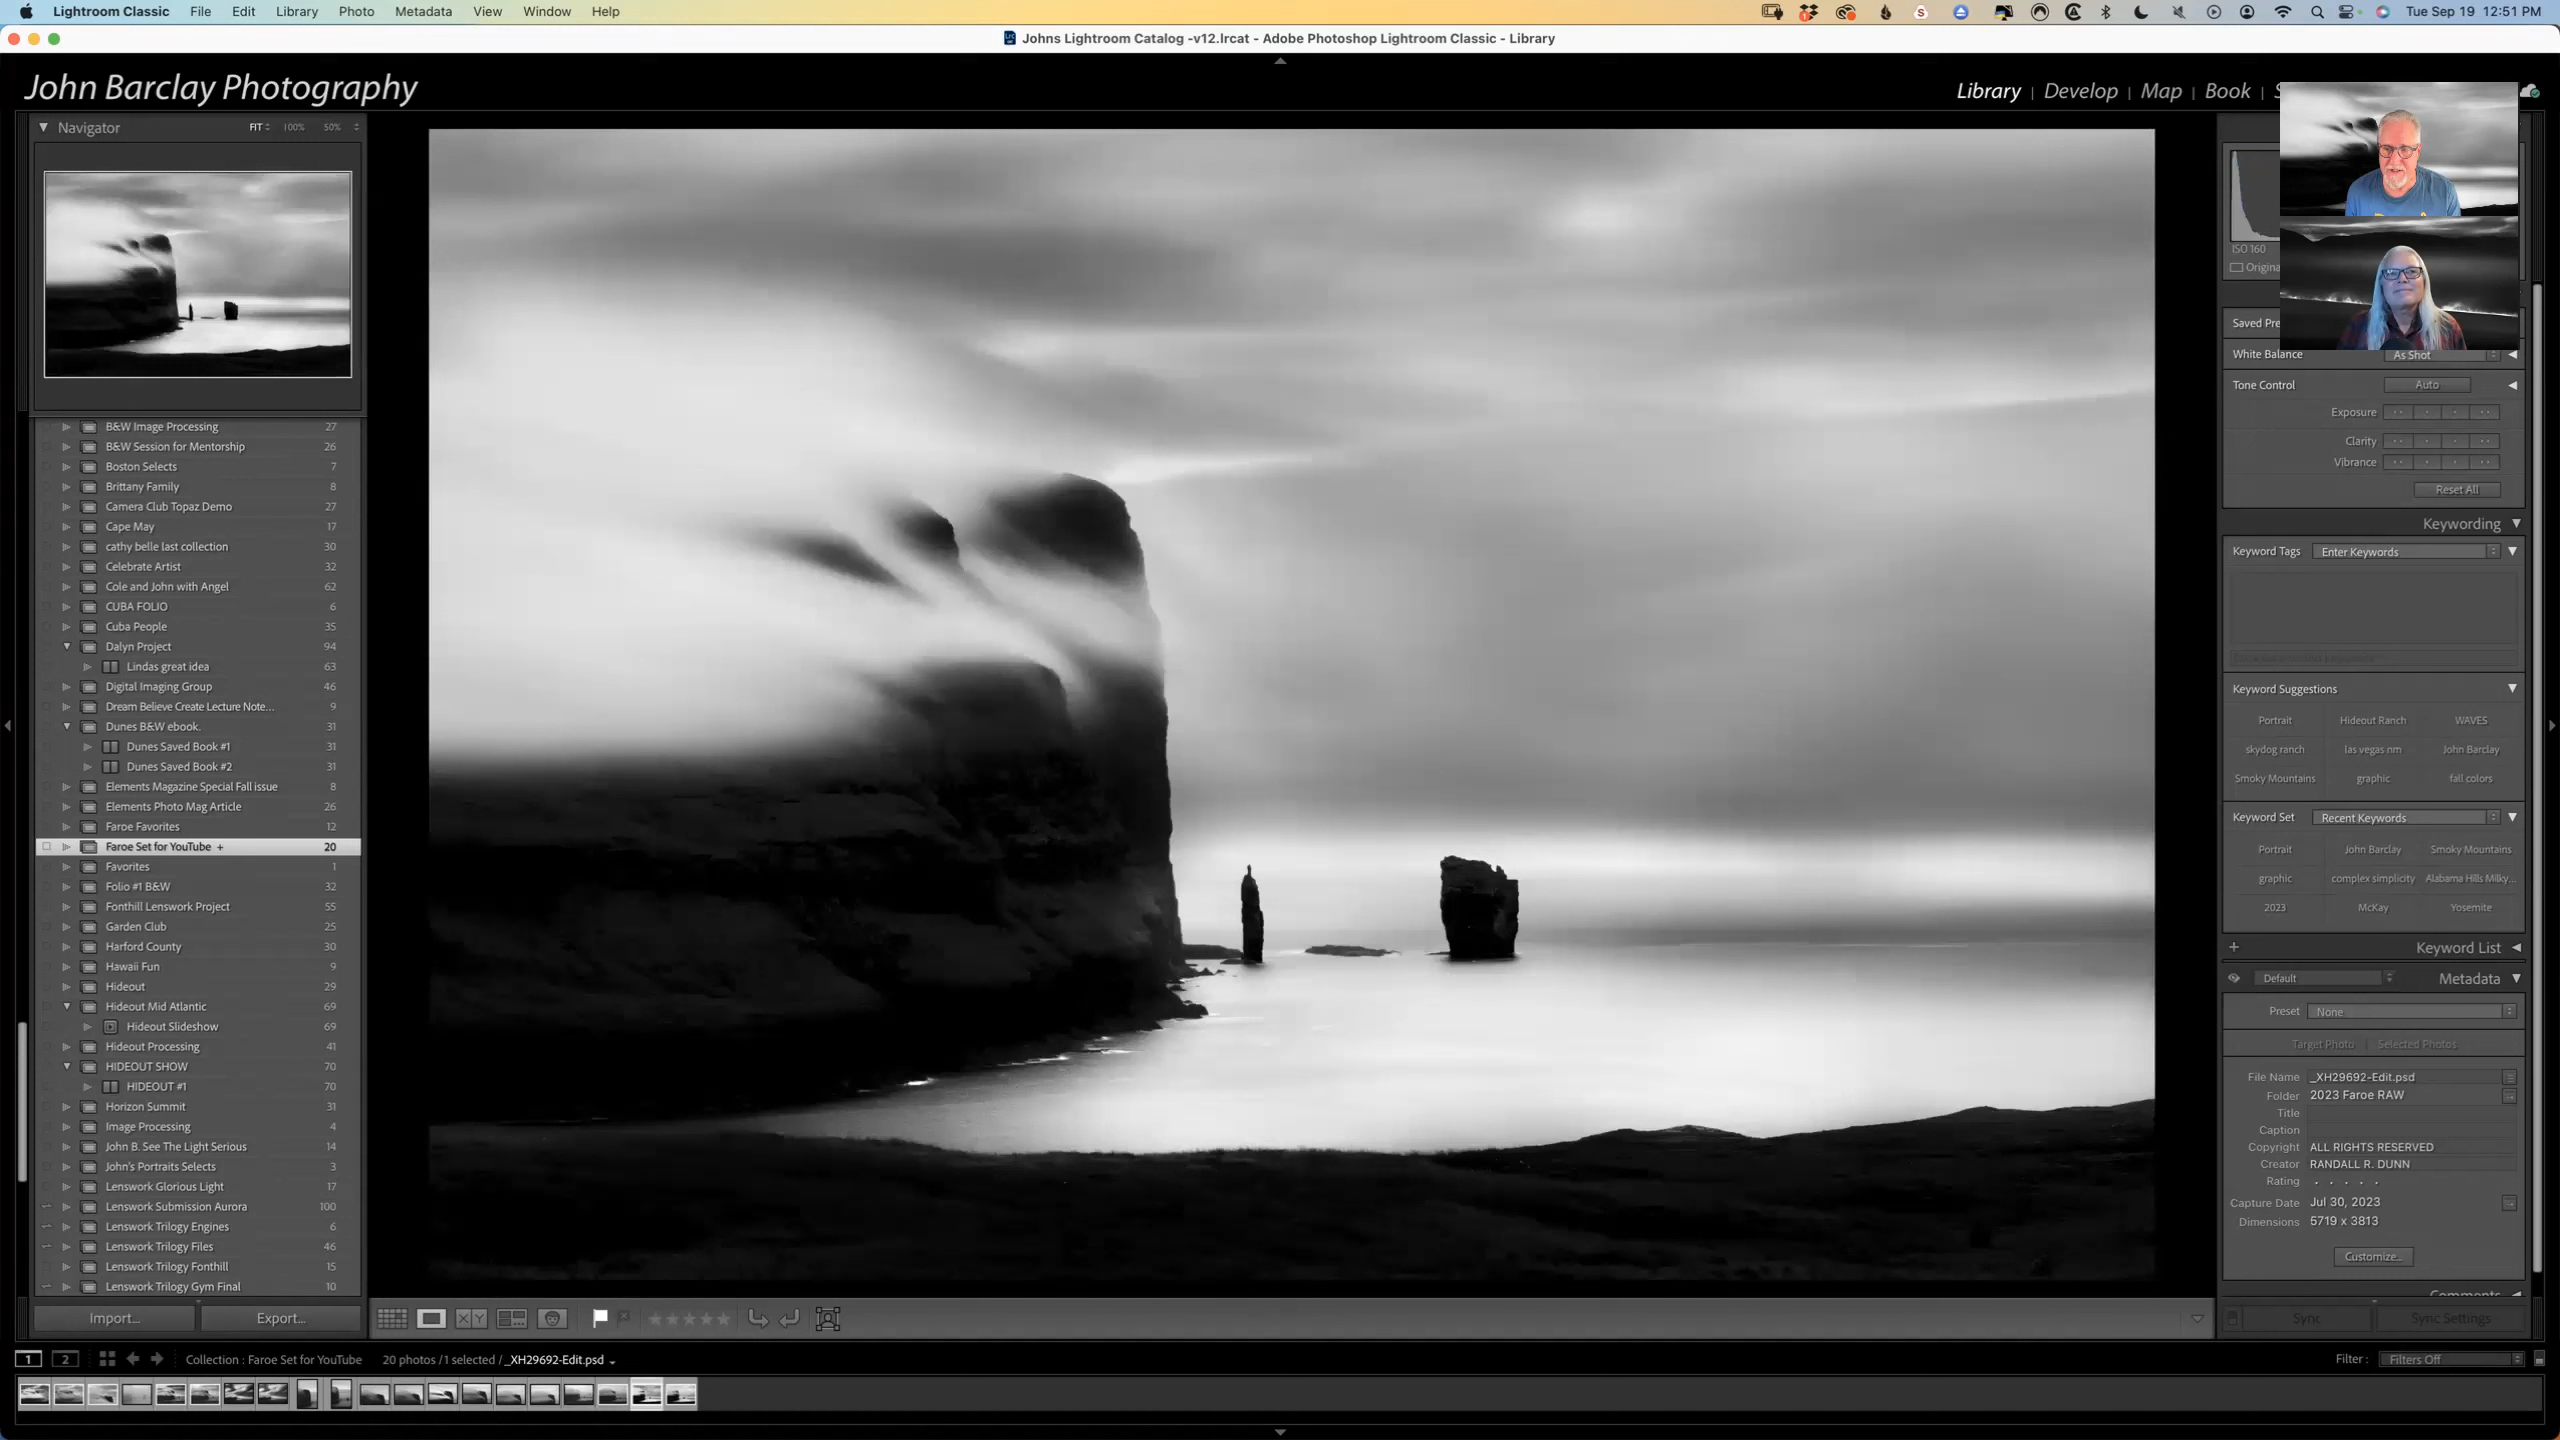 Lightroom Classic File Edit Library Photo Metadata View Window Help
Tue Sep 19 12:51 PM
Johns Lightroom Catalog -v12.lrcat - Adobe Photoshop Lightroom Classic - Library
John Barclay Photography
Library | Develop | Map | Book |
Navigator FIT 100% 50%
B&W Image Processing 27
B&W Session for Mentorship 26
Boston Selects 7
Brittany Family 8
Camera Club Topaz Demo 27
Cape May 17
cathy belle last collection 30
Celebrate Artist 32
Cole and John with Angel 62
CUBA FOLIO 6
Cuba People 35
Dalyn Project 94
Lindas great idea 63
Digital Imaging Group 46
Dream Believe Create Lecture Note... 9
Dunes B&W ebook. 31
Dunes Saved Book #1 31
Dunes Saved Book #2 31
Elements Magazine Special Fall issue 8
Elements Photo Mag Article 26
Faroe Favorites 12
Faroe Set for YouTube + 20
Favorites 1
Folio #1 B&W 32
Fonthill Lenswork Project 55
Garden Club 25
Harford County 30
Hawaii Fun 9
Hideout 29
Hideout Mid Atlantic 69
Hideout Slideshow 69
Hideout Processing 41
HIDEOUT SHOW 70
HIDEOUT #1 70
Horizon Summit 31
Image Processing 4
John B. See The Light Serious 14
John's Portraits Selects 3
Lenswork Glorious Light 17
Lenswork Submission Aurora 100
Lenswork Trilogy Engines 6
Lenswork Trilogy Files 46
Lenswork Trilogy Fonthill 15
Lenswork Trilogy Gym Final 10
Import... Export...
ISO 160
Origina
Saved Pre
White Balance As Shot
Tone Control Auto
Exposure
Clarity
Vibrance
Reset All
Keywording
Keyword Tags Enter Keywords
Keyword Suggestions
Portrait Hideout Ranch WAVES
skydog ranch las vegas nm John Barclay
Smoky Mountains graphic fall colors
Keyword Set Recent Keywords
Portrait John Barclay Smoky Mountains
graphic complex simplicity Alabama Hills Milky...
2023 McKay Yosemite
+ Keyword List
Default Metadata
Preset None
Target Photo | Selected Photos
File Name _XH29692-Edit.psd
Folder 2023 Faroe RAW
Title
Caption
Copyright ALL RIGHTS RESERVED
Creator RANDALL R. DUNN
Rating
Capture Date Jul 30, 2023
Dimensions 5719 x 3813
Customize...
Comments
Sync Sync Settings
1 2 Collection : Faroe Set for YouTube 20 photos /1 selected / _XH29692-Edit.psd
Filter : Filters Off